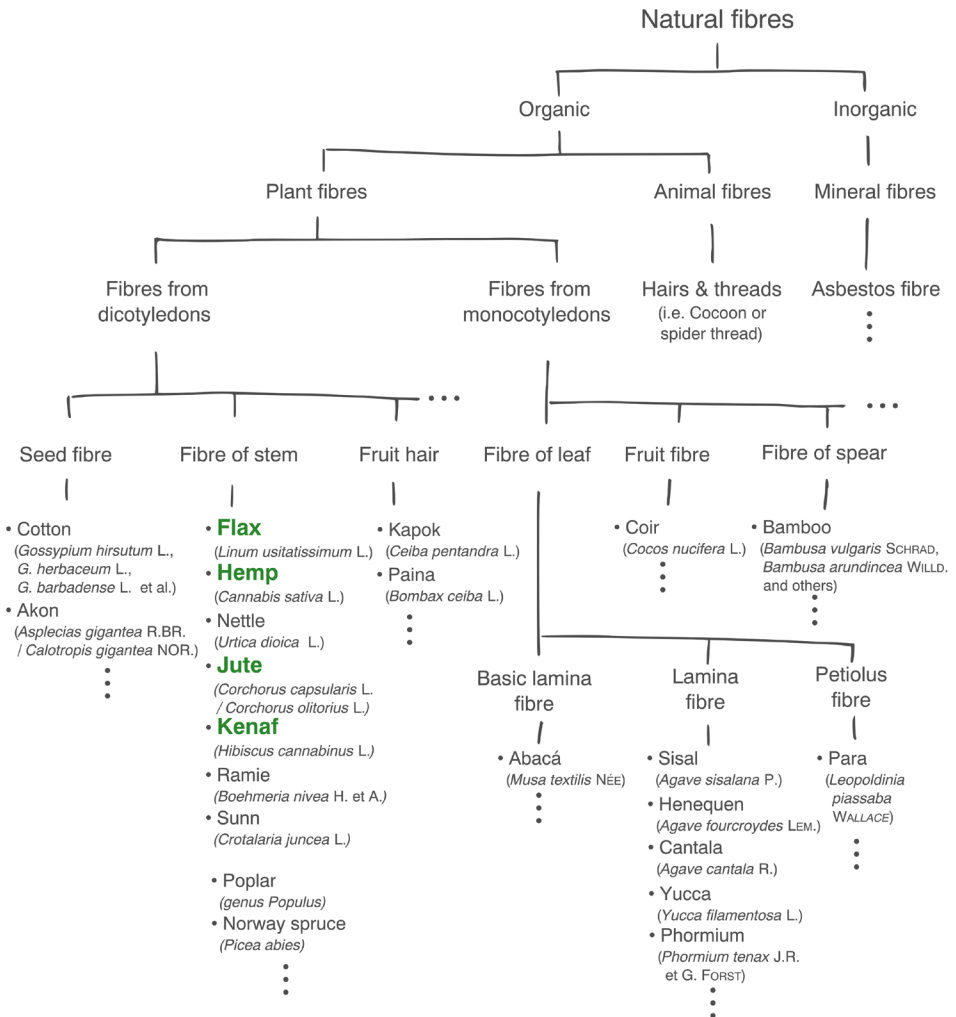 Natural fibres
Organic
Inorganic
Plant fibres
Animal fibres
Mineral fibres
Fibres from
dicotyledons
Fibres from
monocotyledons
Hairs & threads
(i.e. Cocoon or
spider thread)
Asbestos fibre
Seed fibre
Fibre of stem
Fruit hair
Fibre of leaf
Fruit fibre
Fibre of spear
• Cotton
(Gossypium hirsutum L.,
G. herbaceum L.,
G. barbadense L. et al.)
• Akon
(Asplecias gigantea R.BR.
/ Calotropis gigantea NOR.)
• Flax
(Linum usitatissimum L.)
• Hemp
(Cannabis sativa L.)
• Nettle
(Urtica dioica L.)
• Jute
(Corchorus capsularis L.
/ Corchorus olitorius L.)
• Kenaf
(Hibiscus cannabinus L.)
• Ramie
(Boehmeria nivea H. et A.)
• Sunn
(Crotalaria juncea L.)
• Poplar
(genus Populus)
• Norway spruce
(Picea abies)
• Kapok
(Ceiba pentandra L.)
• Paina
(Bombax ceiba L.)
• Coir
(Cocos nucifera L.)
• Bamboo
(Bambusa vulgaris SCHRAD,
Bambusa arundincea WILLD.
and others)
Basic lamina
fibre
Lamina
fibre
Petiolus
fibre
• Abacá
(Musa textilis NÉE)
• Sisal
(Agave sisalana P.)
• Henequen
(Agave fourcroydes LEM.)
• Cantala
(Agave cantala R.)
• Yucca
(Yucca filamentosa L.)
• Phormium
(Phormium tenax J.R.
et G. FORST)
• Para
(Leopoldinia
piassaba
WALLACE)